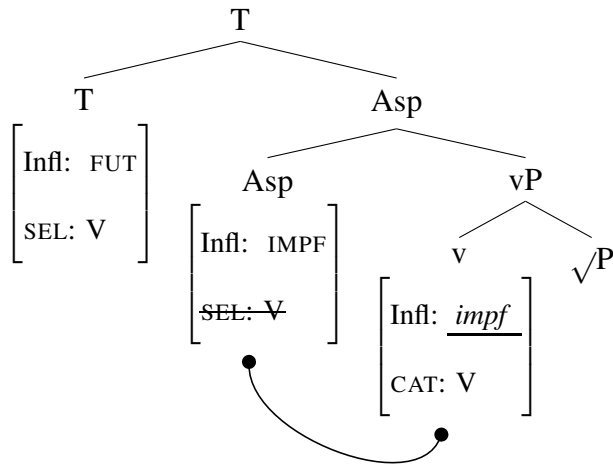 T
T
Asp
Infl: FUT
SEL: V
Asp
vP
Infl: IMPF
SEL: V
v
√P
Infl: impf
CAT: V